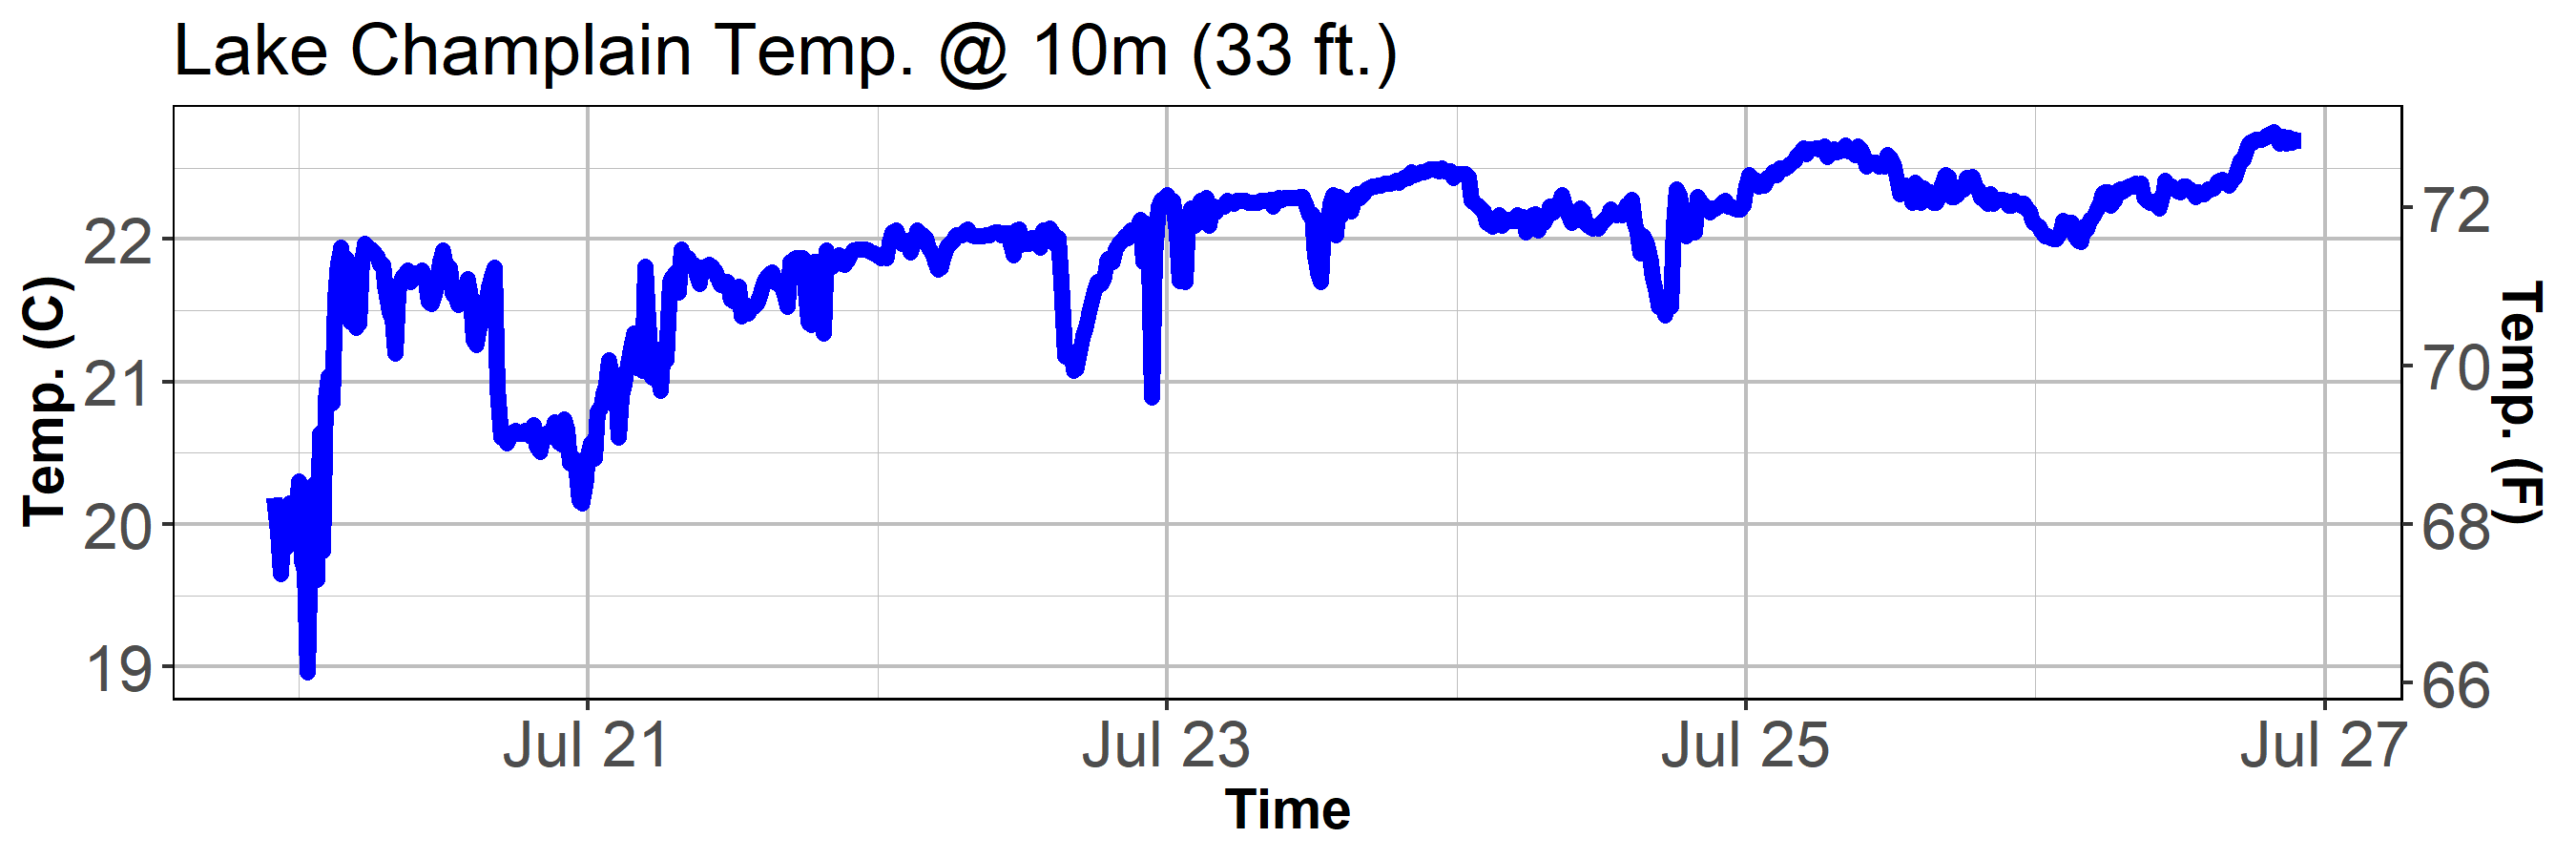 Lake Champlain Temp. @ 10m (33 ft.)
Temp. (C)
22
21
20
19
72
70
68
66
Temp. (F)
Jul 21 Jul 23 Jul 25 Jul 27
Time